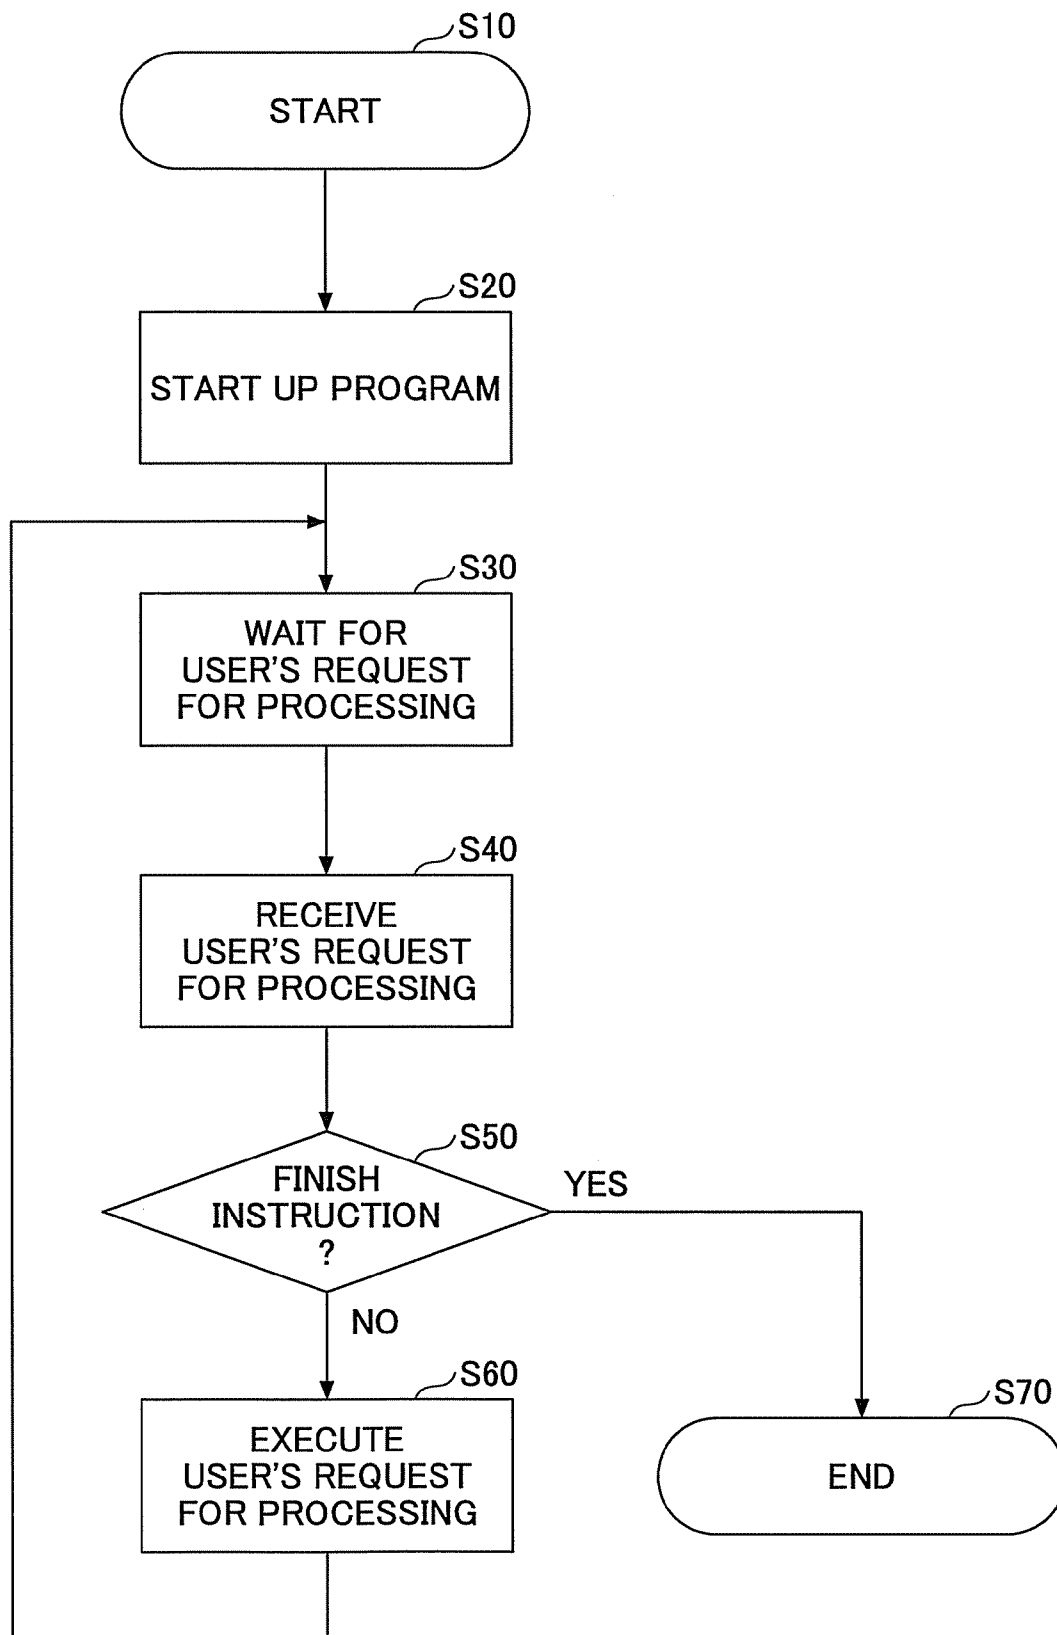 S10
START
S20
START UP PROGRAM
S30
WAIT FOR
USER'S REQUEST
FOR PROCESSING
S40
RECEIVE
USER'S REQUEST
FOR PROCESSING
S50
FINISH
INSTRUCTION
?
YES
NO
S60
EXECUTE
USER'S REQUEST
FOR PROCESSING
S70
END